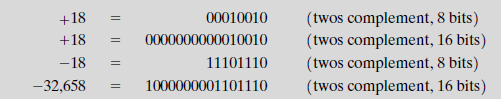 +18 = 00010010 (twos complement, 8 bits)
+18 = 0000000000010010 (twos complement, 16 bits)
−18 = 11101110 (twos complement, 8 bits)
−32,658 = 1000000001101110 (twos complement, 16 bits)